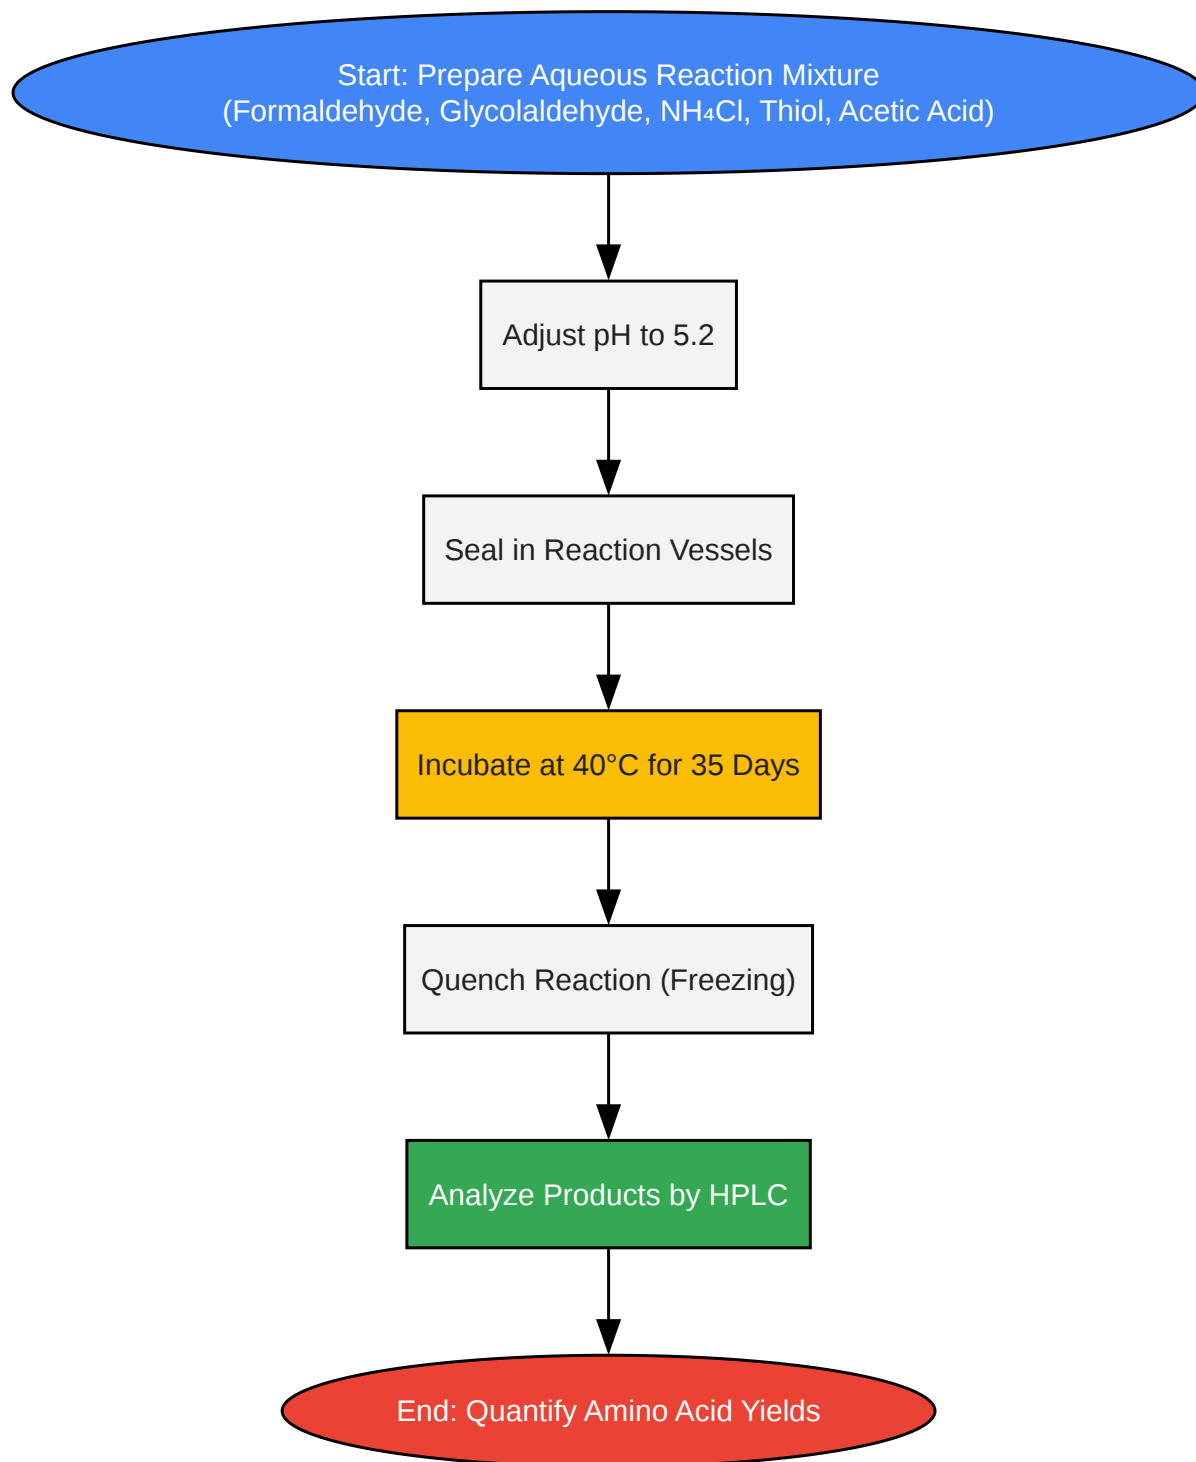 Start: Prepare Aqueous Reaction Mixture
(Formaldehyde, Glycolaldehyde, NH₄Cl, Thiol, Acetic Acid)
Adjust pH to 5.2
Seal in Reaction Vessels
Incubate at 40°C for 35 Days
Quench Reaction (Freezing)
Analyze Products by HPLC
End: Quantify Amino Acid Yields